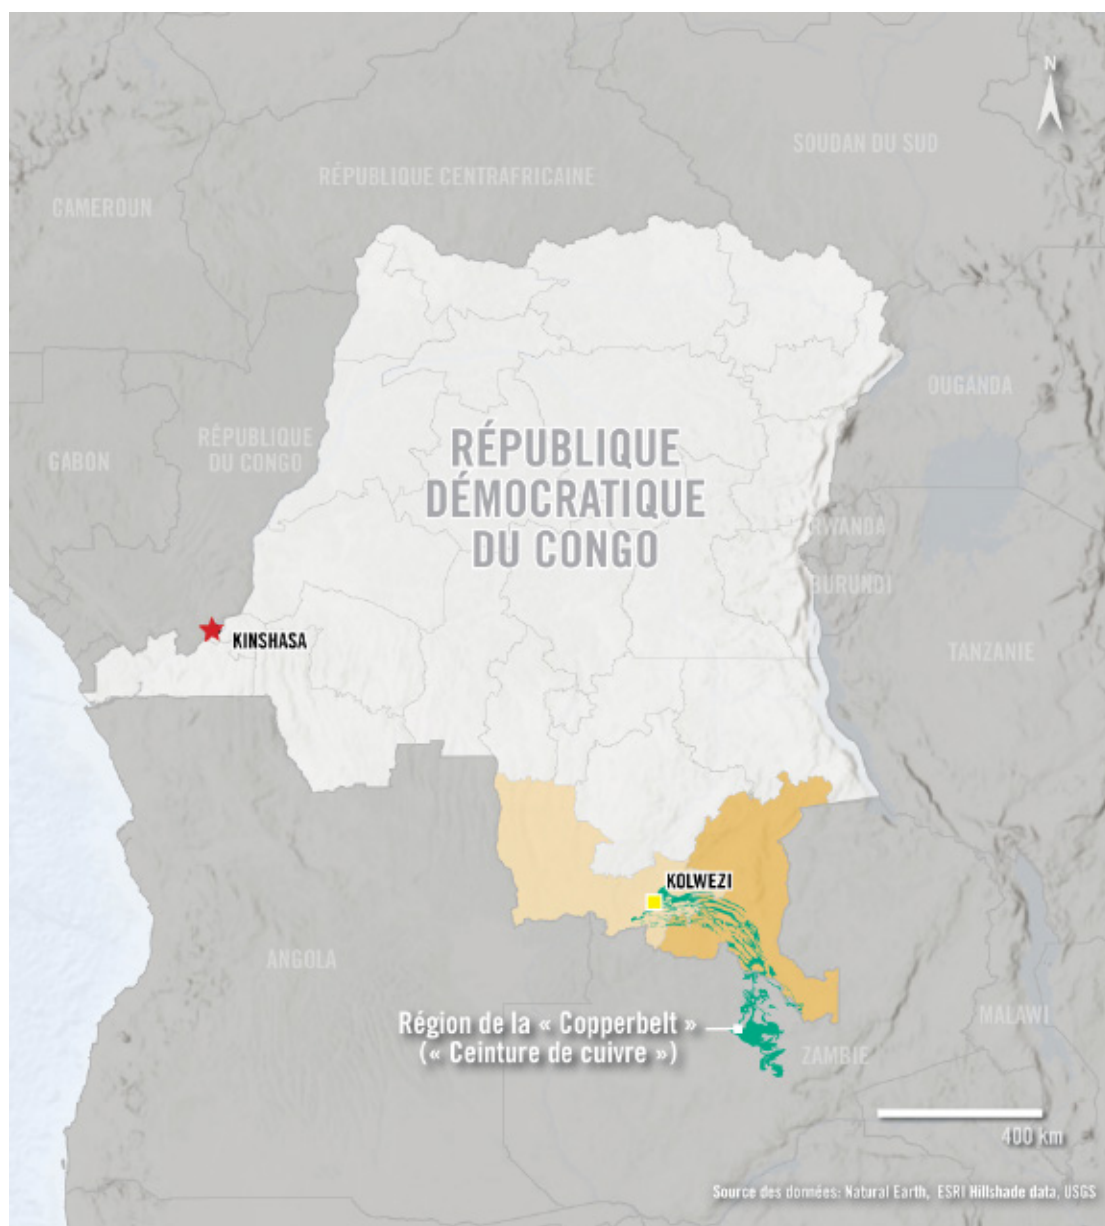 N
SOUDAN DU SUD
RÉPUBLIQUE CENTRAFRICAINE
CAMEROUN
OUGANDA
RÉPUBLIQUE
DU CONGO
GABON
RÉPUBLIQUE
DÉMOCRATIQUE
DU CONGO
RWANDA
BURUNDI
KINSHASA
TANZANIE
KOLWEZI
ANGOLA
Région de la « Copperbelt »
(« Ceinture de cuivre »)
MALAWI
ZAMBIE
400 km
Source des données: Natural Earth, ESRI Hillshade data, USGS